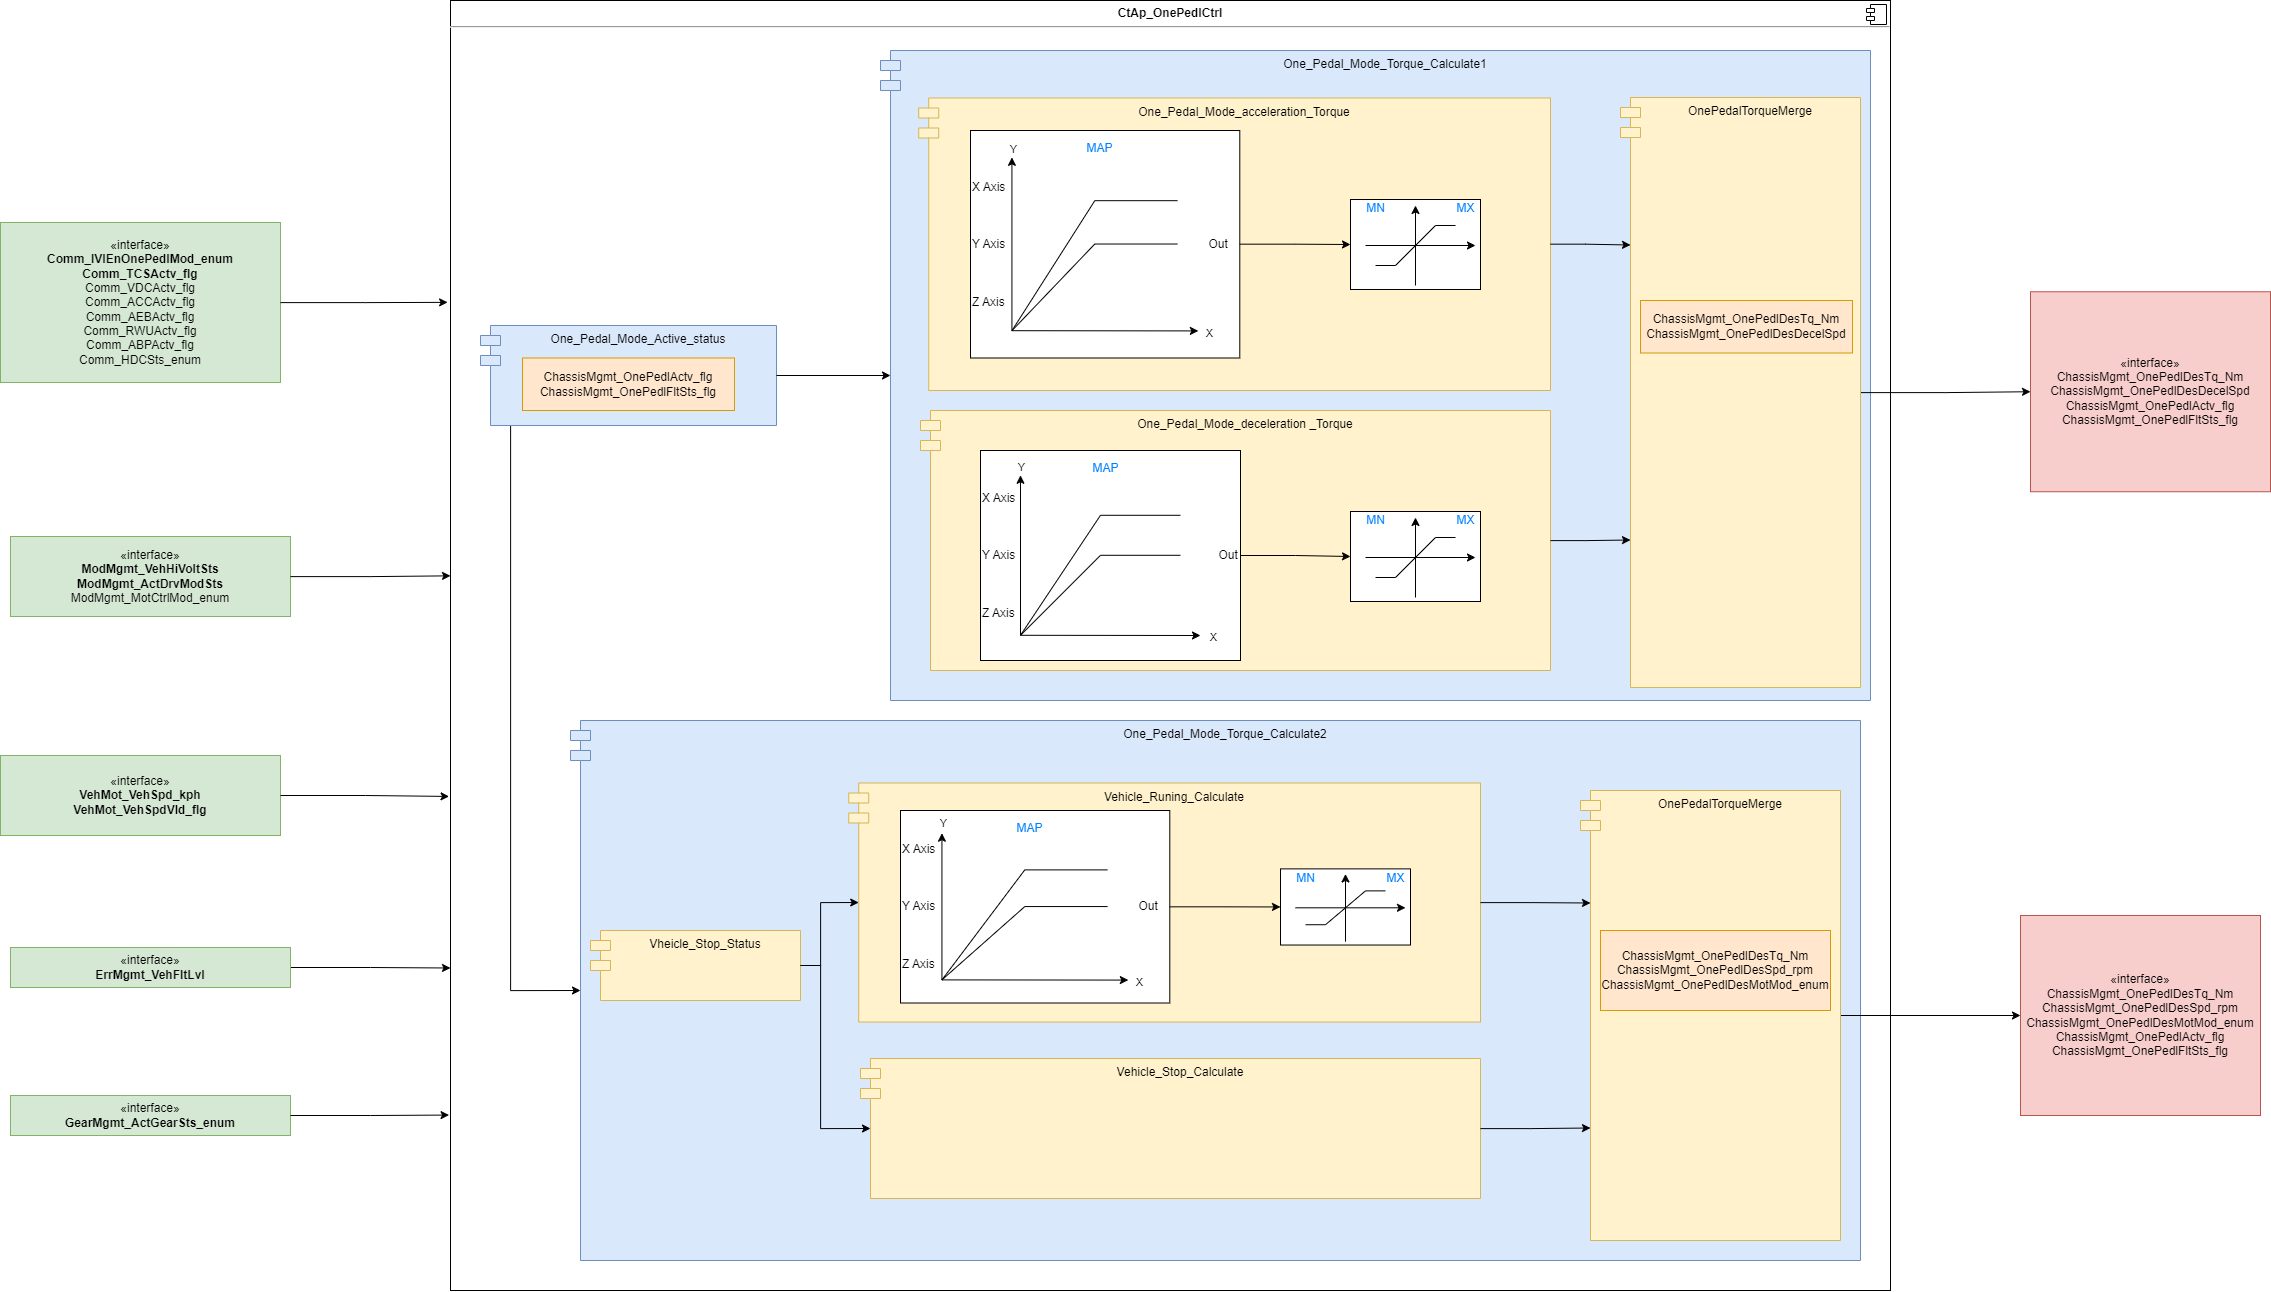 CtAp_OnePedlCtrl
«interface»
Comm_IVIEnOnePedlMod_enum
Comm_TCSActv_flg
Comm_VDCActv_flg
Comm_ACCActv_flg
Comm_AEBActv_flg
Comm_RWUActv_flg
Comm_ABPActv_flg
Comm_HDCSts_enum
«interface»
ModMgmt_VehHiVoltSts
ModMgmt_ActDrvModSts
ModMgmt_MotCtrlMod_enum
«interface»
VehMot_VehSpd_kph
VehMot_VehSpdVld_flg
«interface»
ErrMgmt_VehFltLvl
«interface»
GearMgmt_ActGearSts_enum
One_Pedal_Mode_Active_status
ChassisMgmt_OnePedlActv_flg
ChassisMgmt_OnePedlFltSts_flg
One_Pedal_Mode_Torque_Calculate1
One_Pedal_Mode_acceleration_Torque
Y
MAP
X Axis
Y Axis
Z Axis
Out
X
MN
MX
One_Pedal_Mode_deceleration _Torque
Y
MAP
X Axis
Y Axis
Z Axis
Out
X
MN
MX
OnePedalTorqueMerge
ChassisMgmt_OnePedlDesTq_Nm
ChassisMgmt_OnePedlDesDecelSpd
One_Pedal_Mode_Torque_Calculate2
Vheicle_Stop_Status
Vehicle_Runing_Calculate
Y
MAP
X Axis
Y Axis
Z Axis
Out
X
MN
MX
Vehicle_Stop_Calculate
OnePedalTorqueMerge
ChassisMgmt_OnePedlDesTq_Nm
ChassisMgmt_OnePedlDesSpd_rpm
ChassisMgmt_OnePedlDesMotMod_enum
«interface»
ChassisMgmt_OnePedlDesTq_Nm
ChassisMgmt_OnePedlDesDecelSpd
ChassisMgmt_OnePedlActv_flg
ChassisMgmt_OnePedlFltSts_flg
«interface»
ChassisMgmt_OnePedlDesTq_Nm
ChassisMgmt_OnePedlDesSpd_rpm
ChassisMgmt_OnePedlDesMotMod_enum
ChassisMgmt_OnePedlActv_flg
ChassisMgmt_OnePedlFltSts_flg